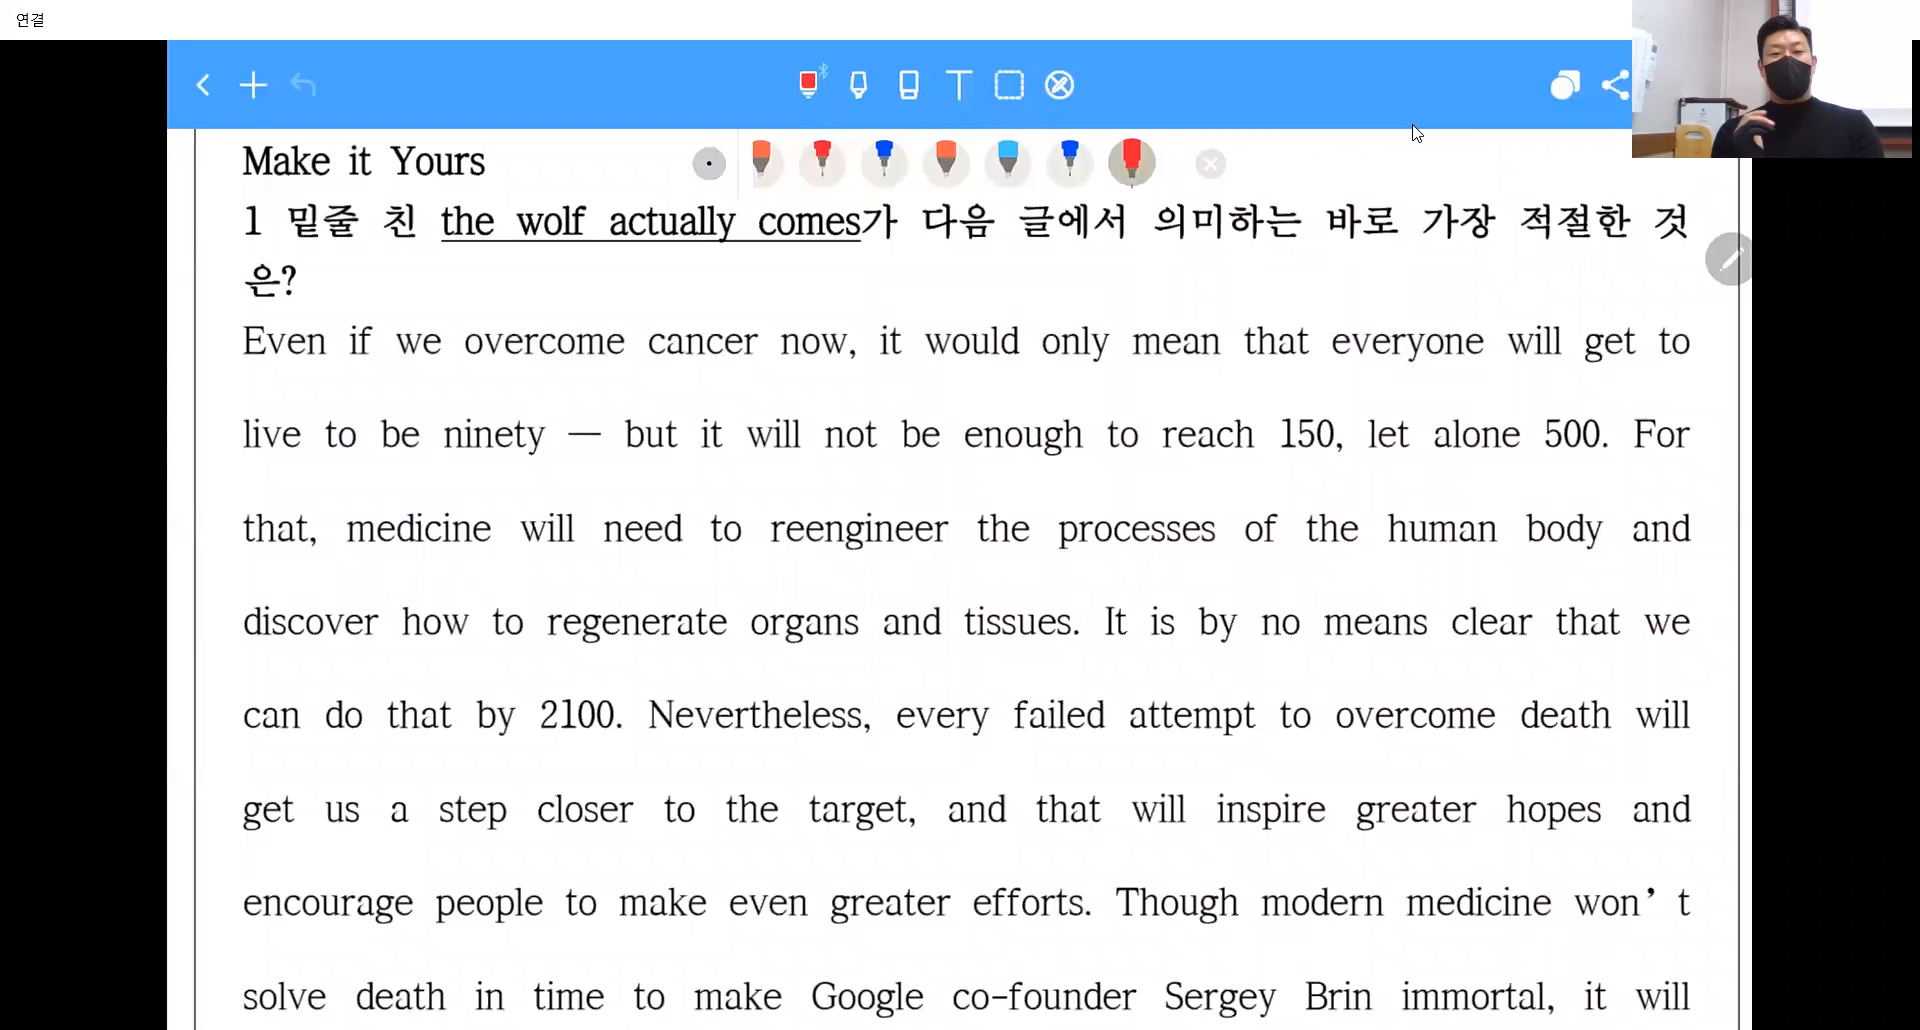 연결
Make it Yours
1 밑줄 친 the wolf actually comes가 다음 글에서 의미하는 바로 가장 적절한 것
은?
Even if we overcome cancer now, it would only mean that everyone will get to
live to be ninety — but it will not be enough to reach 150, let alone 500. For
that, medicine will need to reengineer the processes of the human body and
discover how to regenerate organs and tissues. It is by no means clear that we
can do that by 2100. Nevertheless, every failed attempt to overcome death will
get us a step closer to the target, and that will inspire greater hopes and
encourage people to make even greater efforts. Though modern medicine won’ t
solve death in time to make Google co-founder Sergey Brin immortal, it will